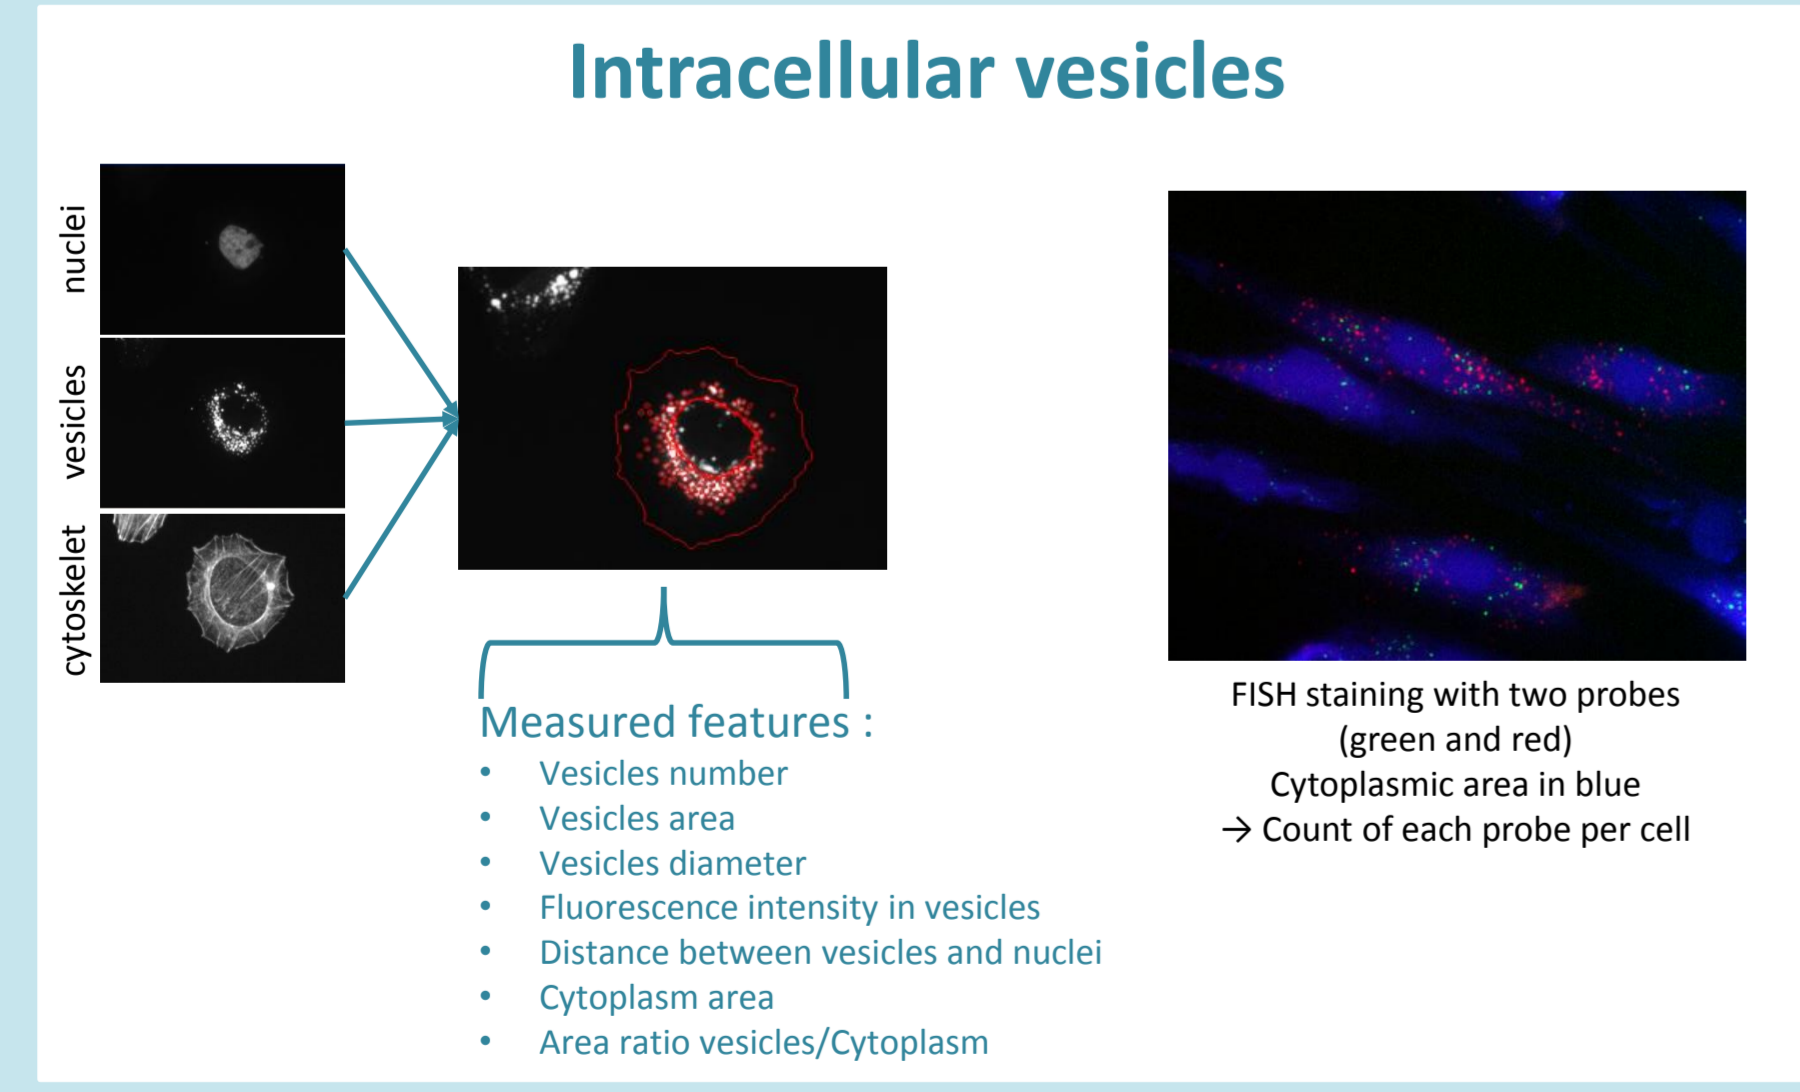 Intracellular vesicles
nuclei
vesicles
cytoskelet
Measured features :
• Vesicles number
• Vesicles area
• Vesicles diameter
• Fluorescence intensity in vesicles
• Distance between vesicles and nuclei
• Cytoplasm area
• Area ratio vesicles/Cytoplasm
FISH staining with two probes
(green and red)
Cytoplasmic area in blue
→ Count of each probe per cell